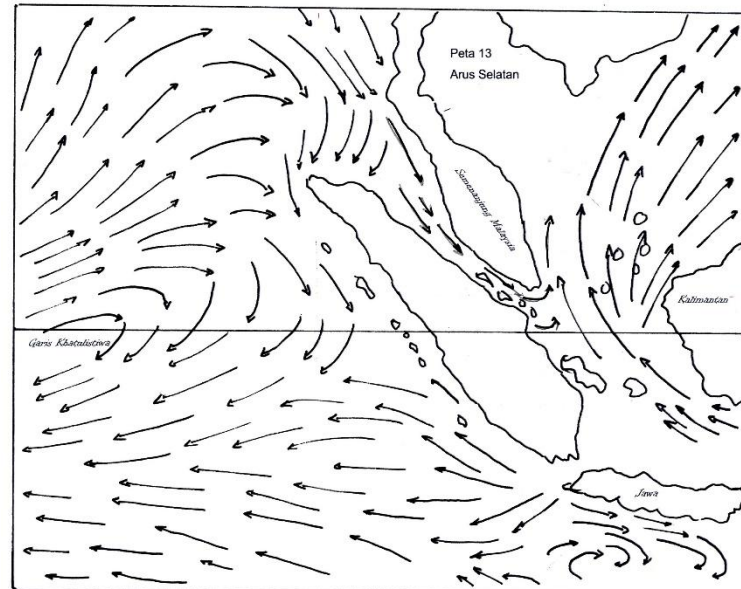 Peta 13
Arus Selatan
Semenanjung Malaysia
Kalimantan
Garis Khatulistiwa
Jawa